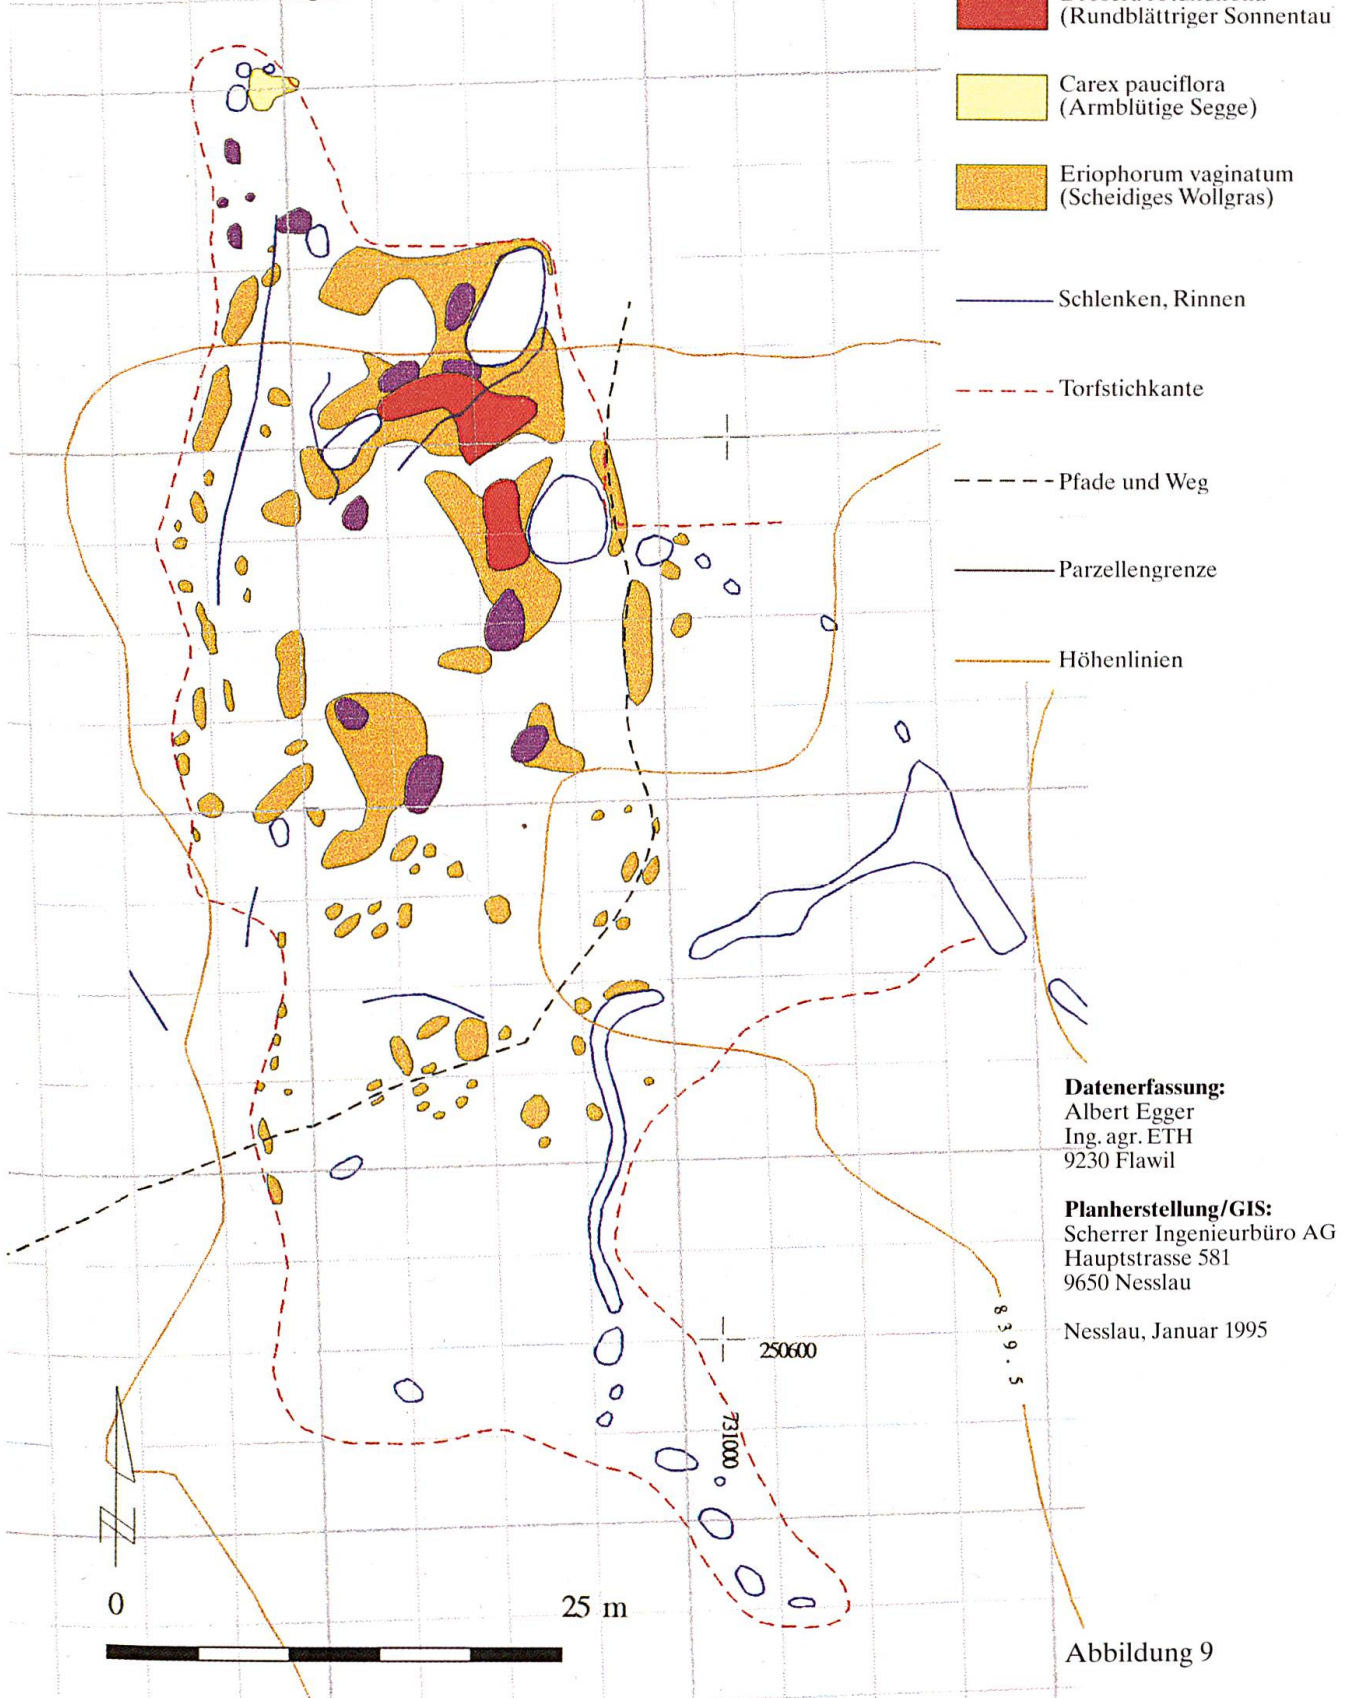 (Rundblättriger Sonnentau
Carex pauciflora
(Armblütige Segge)
Eriophorum vaginatum
(Scheidiges Wollgras)
Schlenken, Rinnen
Torfstichkante
Pfade und Weg
Parzellengrenze
Höhenlinien
Datenerfassung:
Albert Egger
Ing. agr. ETH
9230 Flawil
Planherstellung/GIS:
Scherrer Ingenieurbüro AG
Hauptstrasse 581
9650 Nesslau
Nesslau, Januar 1995
839.5
250600
731000
N
0
25 m
Abbildung 9